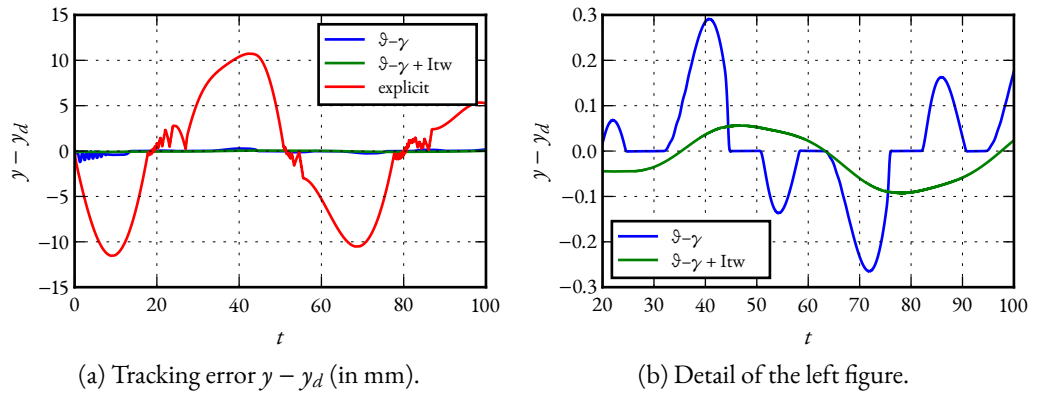 15
10
5
0
−5
−10
−15
0 20 40 60 80 100
y − y_d
t
ϑ–γ
ϑ–γ + Itw
explicit
(a) Tracking error y − y_d (in mm).
0.3
0.2
0.1
0.0
−0.1
−0.2
−0.3
20 30 40 50 60 70 80 90 100
y − y_d
t
ϑ–γ
ϑ–γ + Itw
(b) Detail of the left figure.